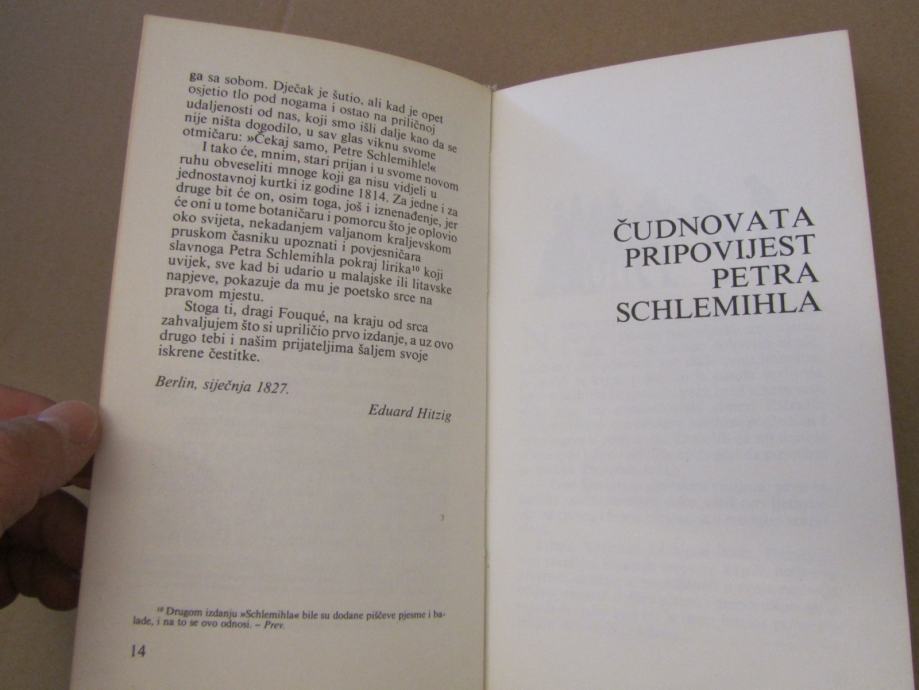 ga sa sobom. Dječak je šutio, ali kad je opet
osjetio tlo pod nogama i ostao na priličnoj
udaljenosti od nas, koji smo išli dalje kao da se
nije ništa dogodilo, u sav glas viknu svome
otmičaru: »Čekaj samo, Petre Schlemihle!«
I tako će, mnim, stari prijan i u svome novom
ruhu obveseliti mnoge koji ga nisu vidjeli u
jednostavnoj kurtki iz godine 1814. Za jedne i za
druge bit će on, osim toga, još i iznenađenje, jer
će oni u tome botaničaru i pomorcu što je oplovio
oko svijeta, nekadanjem valjanom kraljevskom
pruskom časniku upoznati i povjesničara
slavnoga Petra Schlemihla pokraj lirika¹⁰ koji
uvijek, sve kad bi udario u malajske ili litavske
napjeve, pokazuje da mu je poetsko srce na
pravom mjestu.
Stoga ti, dragi Fouqué, na kraju od srca
zahvaljujem što si upriličio prvo izdanje, a uz ovo
drugo tebi i našim prijateljima šaljem svoje
iskrene čestitke.
Berlin, siječnja 1827.
Eduard Hitzig
¹⁰ Drugom izdanju »Schlemihla« bile su dodane piščeve pjesme i ba-
lade, i na to se ovo odnosi. – Prev.
14
ČUDNOVATA
PRIPOVIJEST
PETRA
SCHLEMIHLA